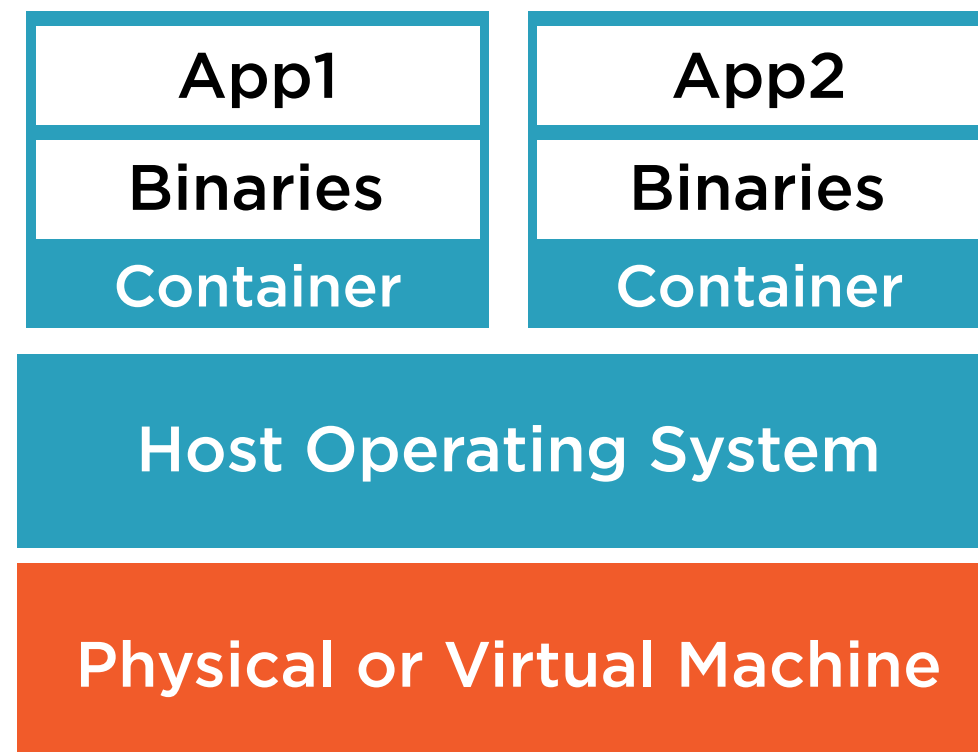 App1
Binaries
Container
App2
Binaries
Container
Host Operating System
Physical or Virtual Machine